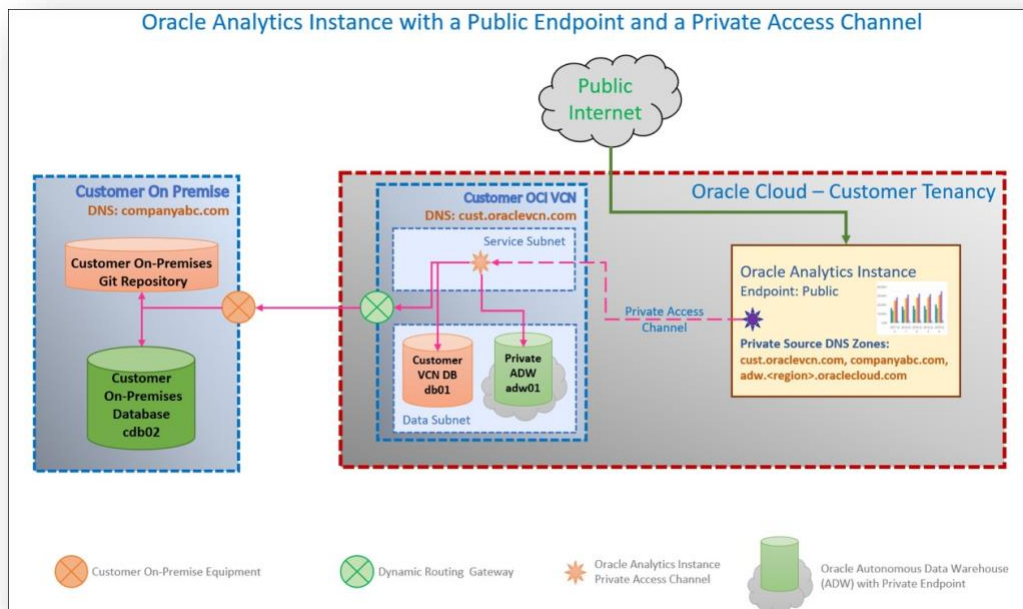 Oracle Analytics Instance with a Public Endpoint and a Private Access Channel
Public
Internet
Customer On Premise
DNS: companyabc.com
Customer On-Premises
Git Repository
Customer
On-Premises
Database
cdb02
Customer OCI VCN
DNS: cust.oraclevcn.com
Service Subnet
Customer
VCN DB
db01
Private
ADW
adw01
Data Subnet
Oracle Cloud – Customer Tenancy
Private Access
Channel
Oracle Analytics Instance
Endpoint: Public
Private Source DNS Zones:
cust.oraclevcn.com, companyabc.com,
adw.<region>.oraclecloud.com
Customer On-Premise Equipment
Dynamic Routing Gateway
Oracle Analytics Instance
Private Access Channel
Oracle Autonomous Data Warehouse
(ADW) with Private Endpoint